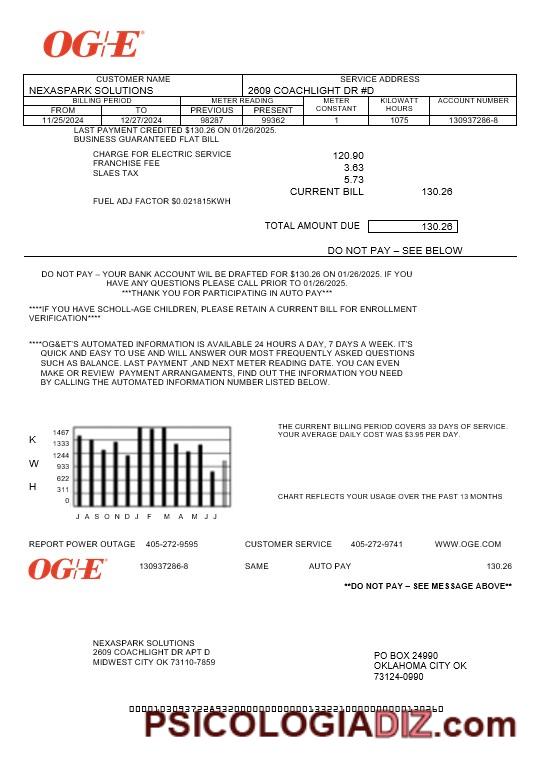 OG+E
CUSTOMER NAME SERVICE ADDRESS
NEXASPARK SOLUTIONS 2609 COACHLIGHT DR #D
BILLING PERIOD METER READING METER CONSTANT KILOWATT HOURS ACCOUNT NUMBER
FROM TO PREVIOUS PRESENT
11/25/2024 12/27/2024 98287 99362 1 1075 130937286-8
LAST PAYMENT CREDITED $130.26 ON 01/26/2025.
BUSINESS GUARANTEED FLAT BILL
CHARGE FOR ELECTRIC SERVICE 120.90
FRANCHISE FEE 3.63
SLAES TAX 5.73
CURRENT BILL 130.26
FUEL ADJ FACTOR $0.021815KWH
TOTAL AMOUNT DUE 130.26
DO NOT PAY – SEE BELOW
DO NOT PAY – YOUR BANK ACCOUNT WIL BE DRAFTED FOR $130.26 ON 01/26/2025. IF YOU
HAVE ANY QUESTIONS PLEASE CALL PRIOR TO 01/26/2025.
***THANK YOU FOR PARTICIPATING IN AUTO PAY***
****IF YOU HAVE SCHOLL-AGE CHILDREN, PLEASE RETAIN A CURRENT BILL FOR ENROLLMENT
VERIFICATION****
****OG&ET'S AUTOMATED INFORMATION IS AVAILABLE 24 HOURS A DAY, 7 DAYS A WEEK. IT'S
QUICK AND EASY TO USE AND WILL ANSWER OUR MOST FREQUENTLY ASKED QUESTIONS
SUCH AS BALANCE. LAST PAYMENT ,AND NEXT METER READING DATE. YOU CAN EVEN
MAKE OR REVIEW PAYMENT ARRANGAMENTS, FIND OUT THE INFORMATION YOU NEED
BY CALLING THE AUTOMATED INFORMATION NUMBER LISTED BELOW.
K W H
1467
1333
1244
933
622
311
0
J A S O N D J F M A M J J
THE CURRENT BILLING PERIOD COVERS 33 DAYS OF SERVICE.
YOUR AVERAGE DAILY COST WAS $3.95 PER DAY.
CHART REFLECTS YOUR USAGE OVER THE PAST 13 MONTHS
REPORT POWER OUTAGE 405-272-9595 CUSTOMER SERVICE 405-272-9741 WWW.OGE.COM
OG+E 130937286-8 SAME AUTO PAY 130.26
**DO NOT PAY – SEE MESSAGE ABOVE**
NEXASPARK SOLUTIONS
2609 COACHLIGHT DR APT D
MIDWEST CITY OK 73110-7859
PO BOX 24990
OKLAHOMA CITY OK
73124-0990
PSICOLOGIADIZ.com